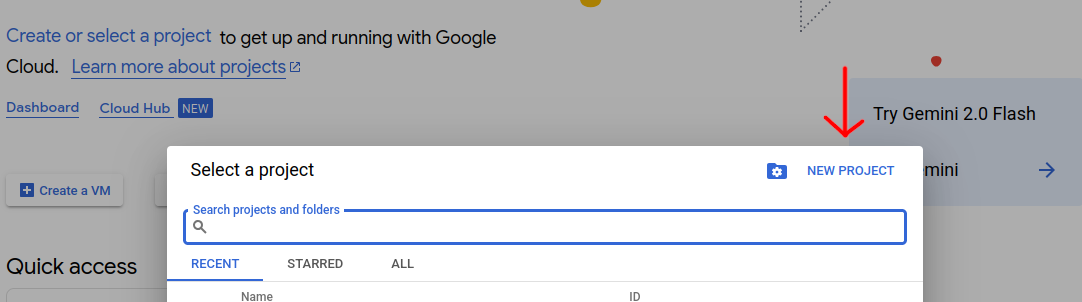 Create or select a project to get up and running with Google
Cloud. Learn more about projects
Dashboard Cloud Hub NEW
Try Gemini 2.0 Flash
Select a project
NEW PROJECT
Create a VM
Search projects and folders
Quick access
RECENT STARRED ALL
Name ID